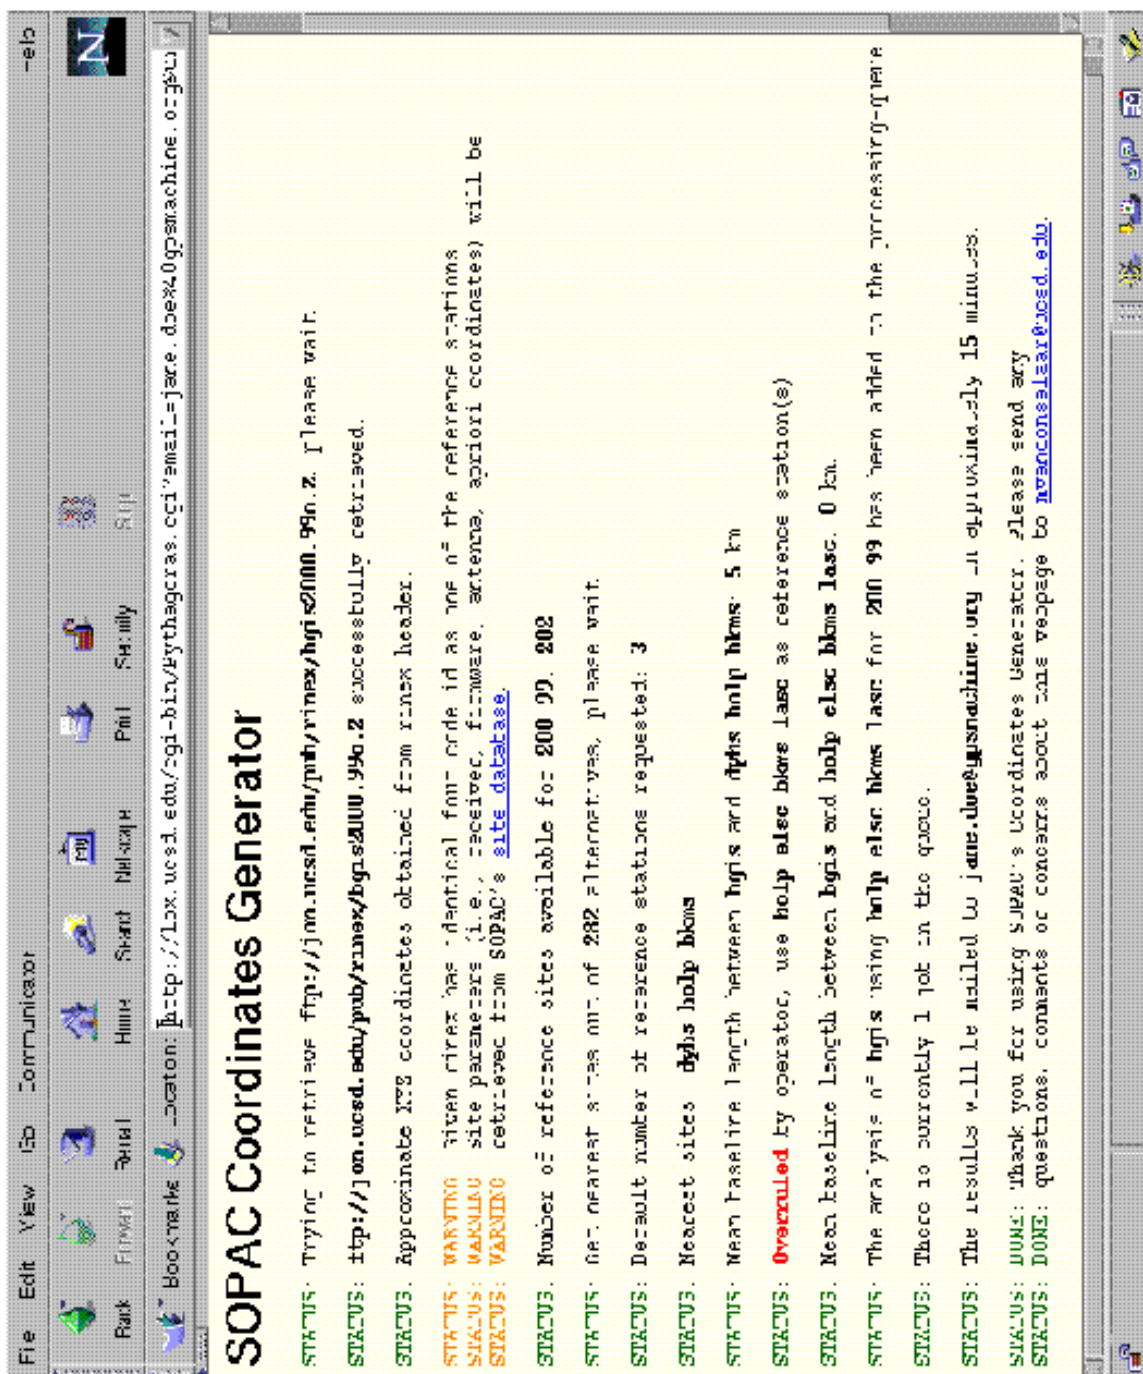 File Edit View Go Communicator Help
Back Forward Reload Home Search Netscape Print Security Stop
Bookmarks Location: http://lox.ucsd.edu/cgi-bin/Pythagoras.cgi?email=jane.doe%40gpsmachine.org&u
SOPAC Coordinates Generator
STATUS: Trying to retrieve ftp://jon.ucsd.edu/pub/rinex/bgis2000.99o.Z, please wait.
STATUS: ftp://jon.ucsd.edu/pub/rinex/bgis2000.99o.Z successfully retrieved.
STATUS: Approximate XYZ coordinates obtained from rinex header.
STATUS: WARNING: Given rinex has identical four code id as one of the reference stations
STATUS: WARNING: site parameters (i.e., receiver, firmware, antenna, apriori coordinates) will be
STATUS: WARNING: retrieved from SOPAC's site database.
STATUS: Number of reference sites available for 200 99: 202
STATUS: Get nearest sites out of 202 alternatives, please wait.
STATUS: Default number of reference stations requested: 3
STATUS: Nearest sites: dyhs holp bkms
STATUS: Mean baseline length between bgis and dyhs holp bkms: 5 km
STATUS: Overruled by operator, use holp elsc bkms lasc as reference station(s)
STATUS: Mean baseline length between bgis and holp elsc bkms lasc: 0 km.
STATUS: The analysis of bgis using holp elsc bkms lasc for 200 99 has been added to the processing-queue
STATUS: There is currently 1 job in the queue.
STATUS: The results will be mailed to jane.doe@gpsmachine.org in approximately 15 minutes.
STATUS: DONE: Thank you for using SOPAC's Coordinates Generator. Please send any
STATUS: DONE: questions, comments or concerns about this webpage to